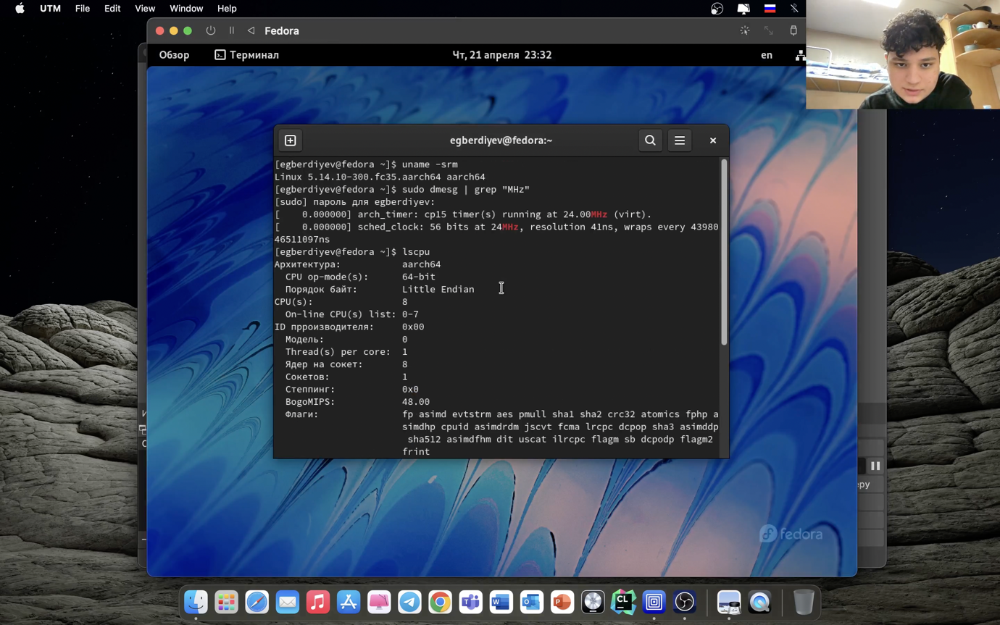 UTM File Edit View Window Help
Fedora
Обзор Терминал Чт, 21 апреля 23:32 en
egberdiyev@fedora:~
[egberdiyev@fedora ~]$ uname -srm
Linux 5.14.10-300.fc35.aarch64 aarch64
[egberdiyev@fedora ~]$ sudo dmesg | grep "MHz"
[sudo] пароль для egberdiyev:
[    0.000000] arch_timer: cp15 timer(s) running at 24.00MHz (virt).
[    0.000000] sched_clock: 56 bits at 24MHz, resolution 41ns, wraps every 43980
46511097ns
[egberdiyev@fedora ~]$ lscpu
Архитектура: aarch64
CPU op-mode(s): 64-bit
Порядок байт: Little Endian
CPU(s): 8
On-line CPU(s) list: 0-7
ID прроизводителя: 0x00
Модель: 0
Thread(s) per core: 1
Ядер на сокет: 8
Сокетов: 1
Степпинг: 0x0
BogoMIPS: 48.00
Флаги: fp asimd evtstrm aes pmull sha1 sha2 crc32 atomics fphp a
simdhp cpuid asimdrdm jscvt fcma lrcpc dcpop sha3 asimddp
sha512 asimdfhm dit uscat ilrcpc flagm sb dcpodp flagm2
frint
еру
fedora
CL